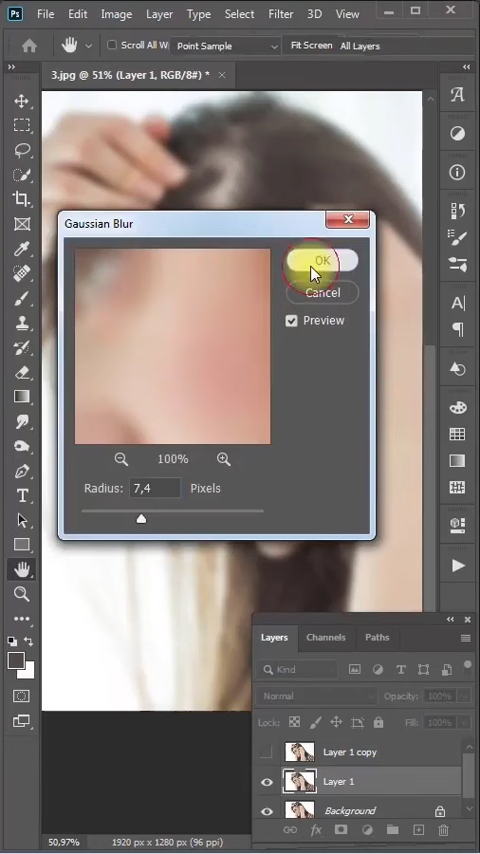 Ps File Edit Image Layer Type Select Filter 3D View
Scroll All W Point Sample Fit Screen All Layers
3.jpg @ 51% (Layer 1, RGB/8#) * ×
Gaussian Blur
OK
Cancel
Preview
100%
Radius: 7,4 Pixels
Layers Channels Paths
Kind
Normal Opacity: 100%
Lock: Fill: 100%
Layer 1 copy
Layer 1
Background
fx
50,97% 1920 px x 1280 px (96 ppi)